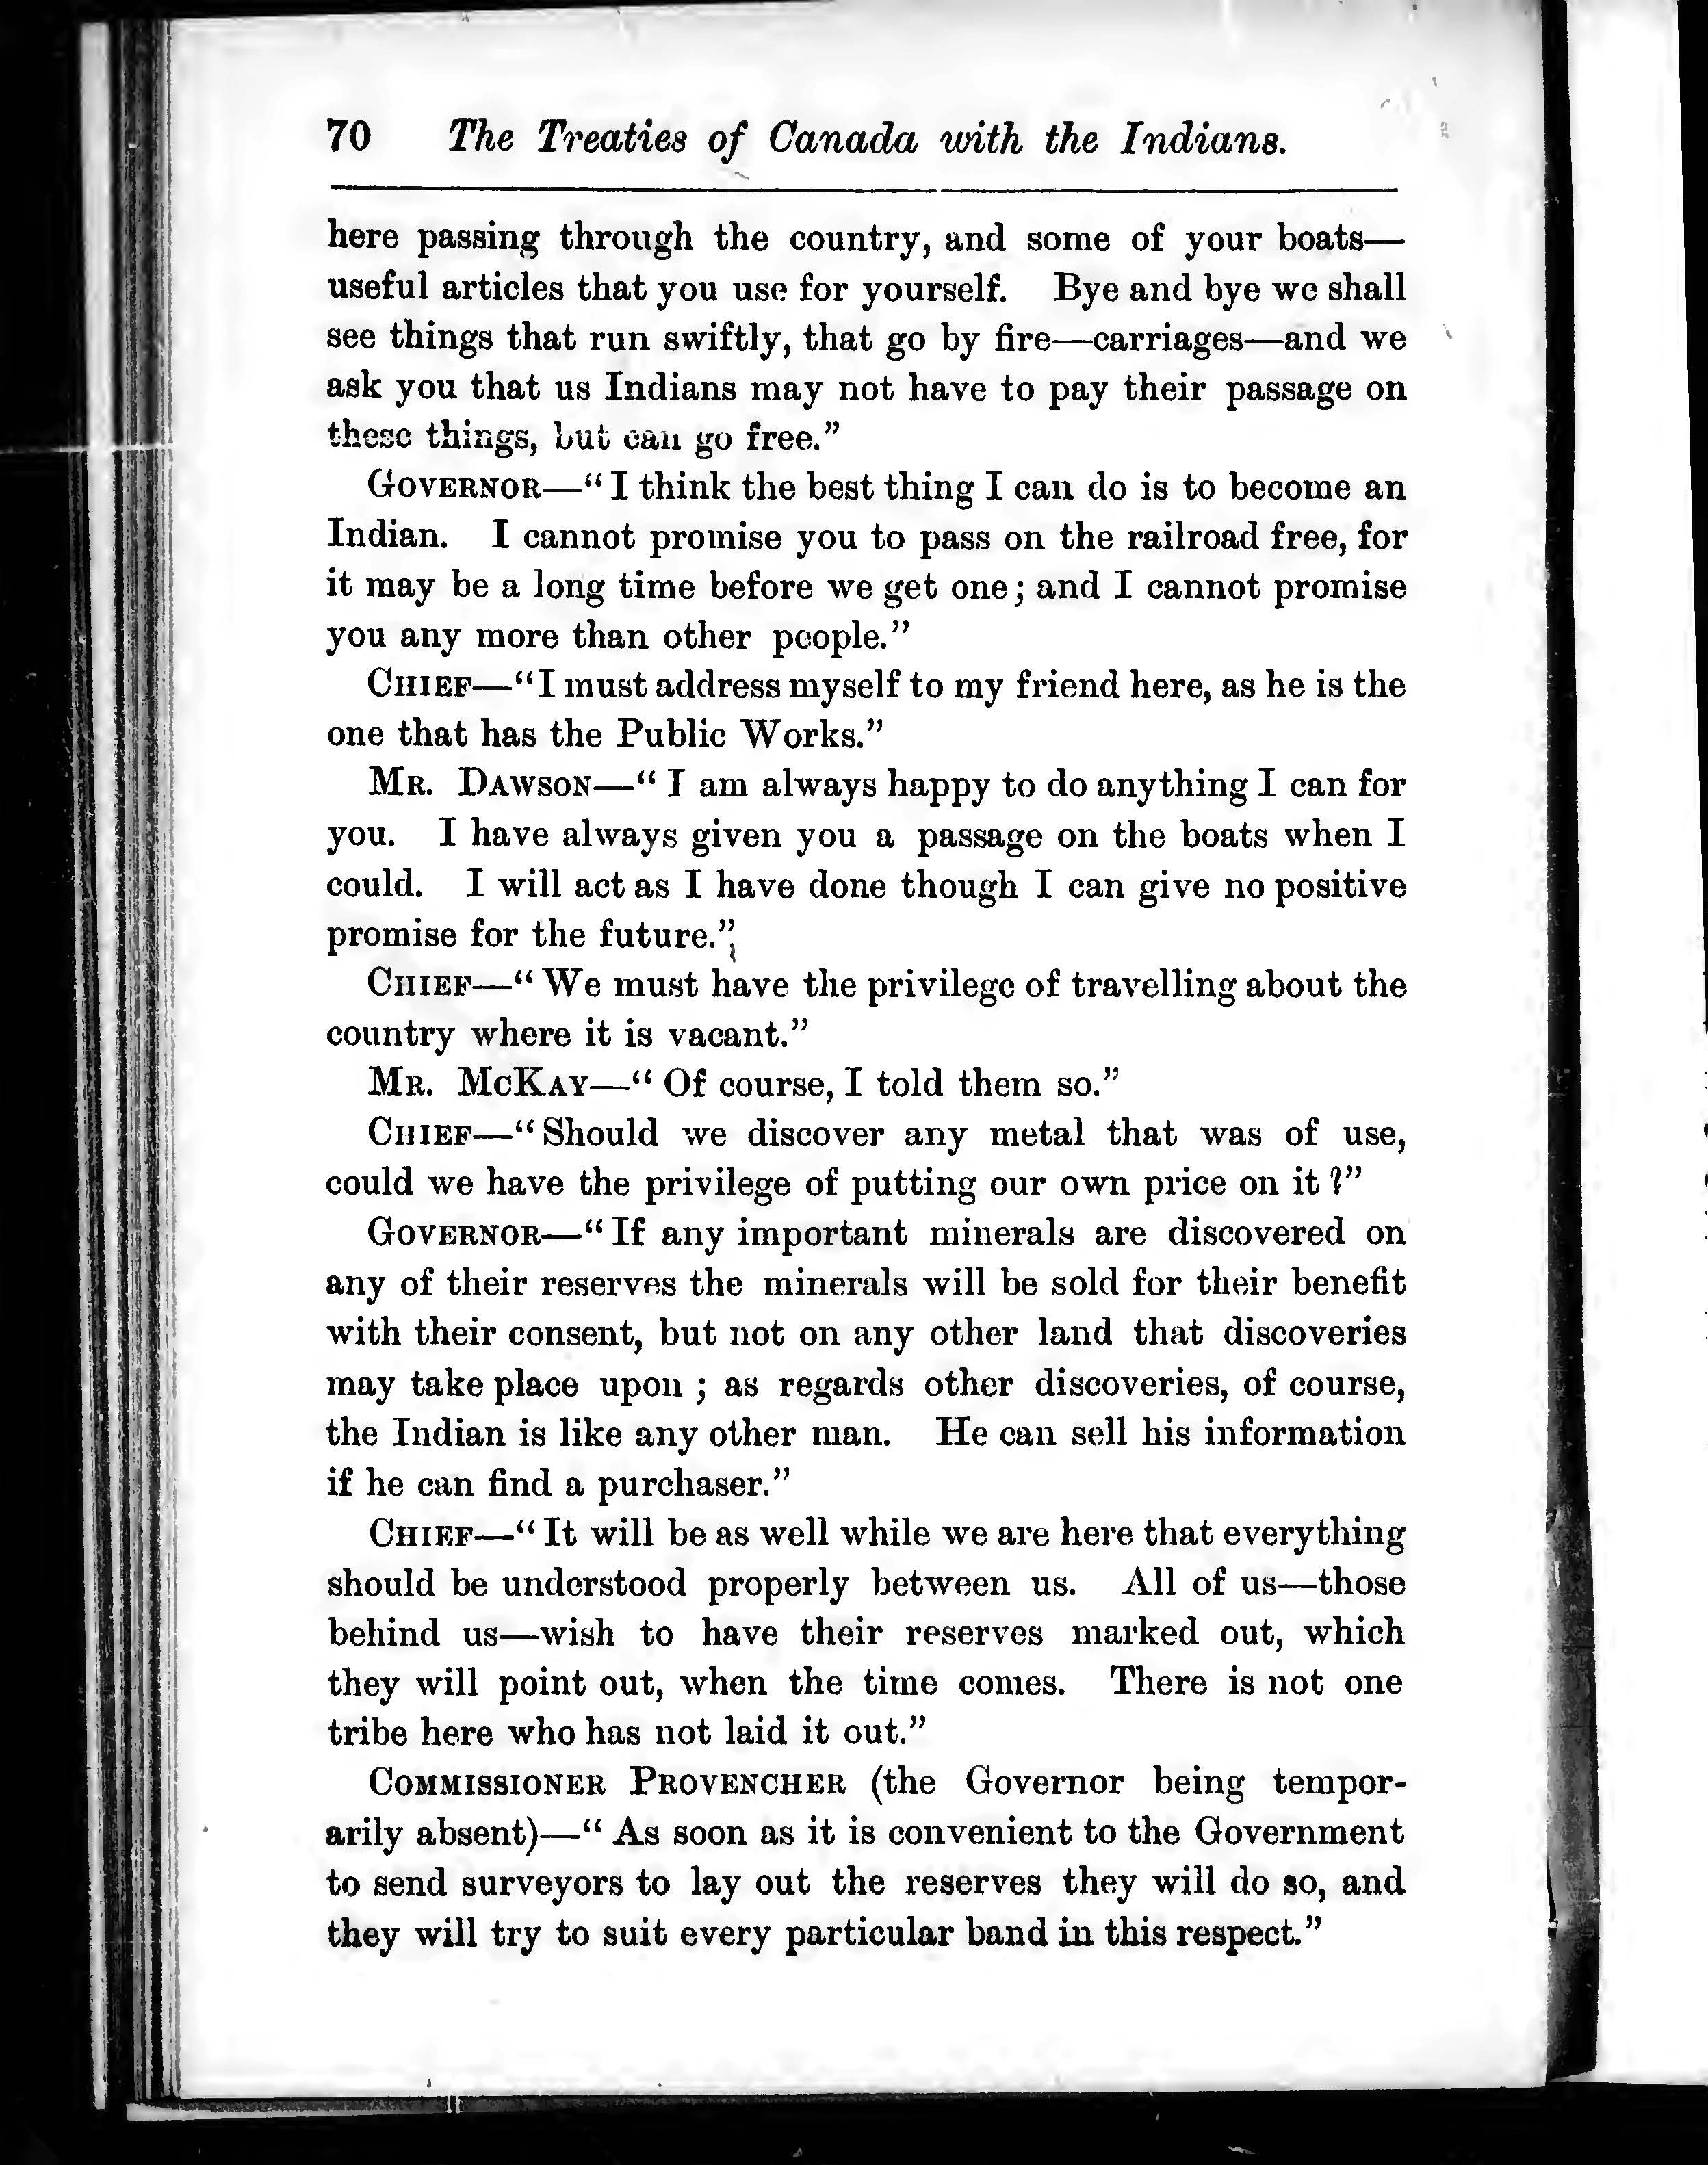 70 The Treaties of Canada with the Indians.
here passing through the country, and some of your boats—
useful articles that you use for yourself. Bye and bye we shall
see things that run swiftly, that go by fire—carriages—and we
ask you that us Indians may not have to pay their passage on
these things, but can go free.”
GOVERNOR—“ I think the best thing I can do is to become an
Indian. I cannot promise you to pass on the railroad free, for
it may be a long time before we get one; and I cannot promise
you any more than other people.”
CHIEF—“I must address myself to my friend here, as he is the
one that has the Public Works.”
MR. DAWSON—“ I am always happy to do anything I can for
you. I have always given you a passage on the boats when I
could. I will act as I have done though I can give no positive
promise for the future.”
CHIEF—“ We must have the privilege of travelling about the
country where it is vacant.”
MR. MCKAY—“ Of course, I told them so.”
CHIEF—“ Should we discover any metal that was of use,
could we have the privilege of putting our own price on it ?”
GOVERNOR—“ If any important minerals are discovered on
any of their reserves the minerals will be sold for their benefit
with their consent, but not on any other land that discoveries
may take place upon ; as regards other discoveries, of course,
the Indian is like any other man. He can sell his information
if he can find a purchaser.”
CHIEF—“ It will be as well while we are here that everything
should be understood properly between us. All of us—those
behind us—wish to have their reserves marked out, which
they will point out, when the time comes. There is not one
tribe here who has not laid it out.”
COMMISSIONER PROVENCHER (the Governor being tempor-
arily absent)—“ As soon as it is convenient to the Government
to send surveyors to lay out the reserves they will do so, and
they will try to suit every particular band in this respect.”